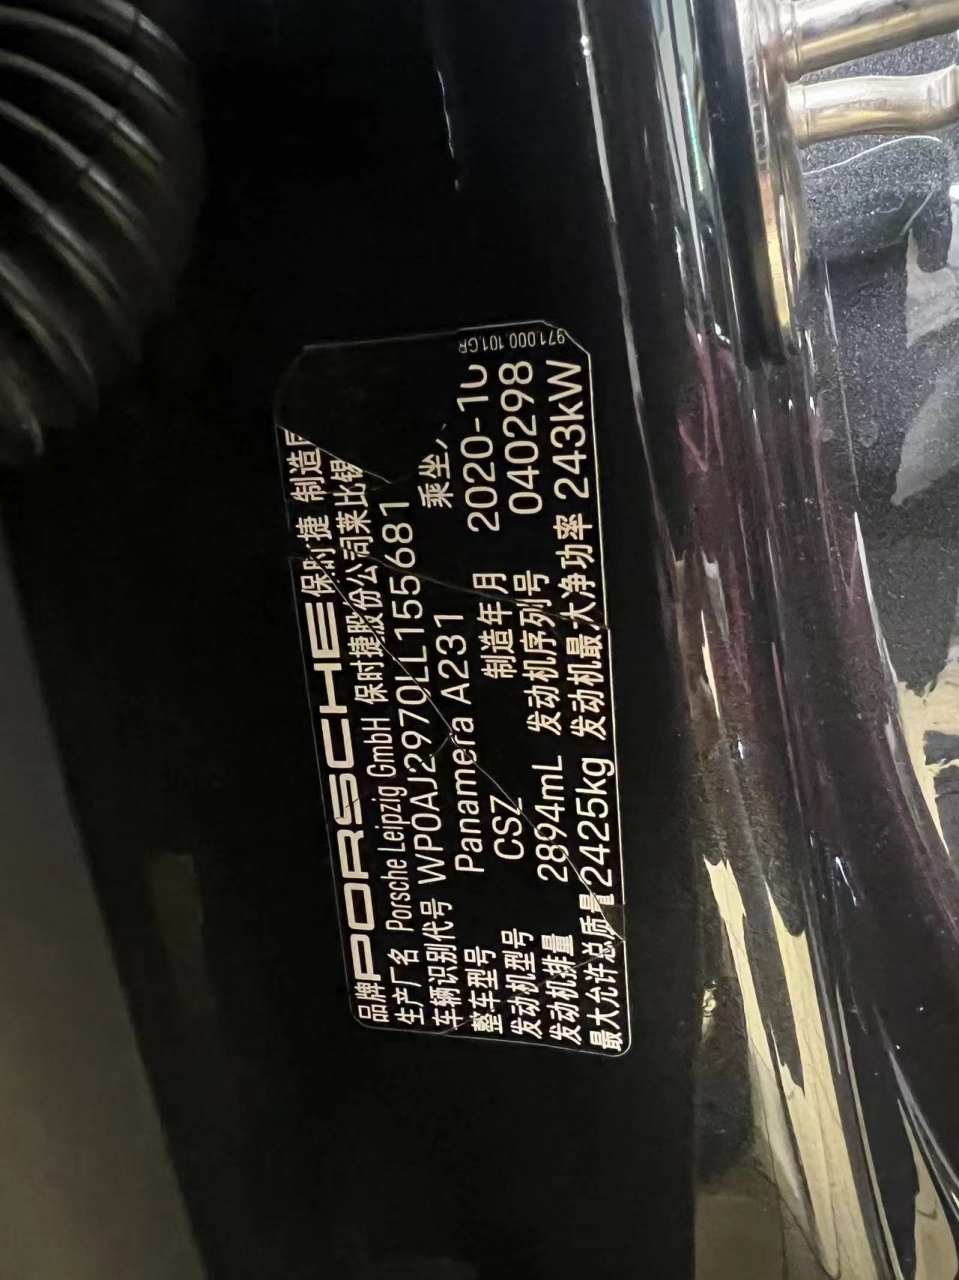 971.000.101.GR
品牌 PORSCHE 保时捷 制造
生产厂名 Porsche Leipzig GmbH 保时捷股份公司莱比锡
车辆识别代号 WP0AJ2970LL155681
整车型号 Panamera A231 乘坐
发动机型号 CSZ 制造年月 2020-10
发动机排量 2894mL 发动机序列号 040298
最大允许总质量 2425kg 发动机最大净功率 243kW